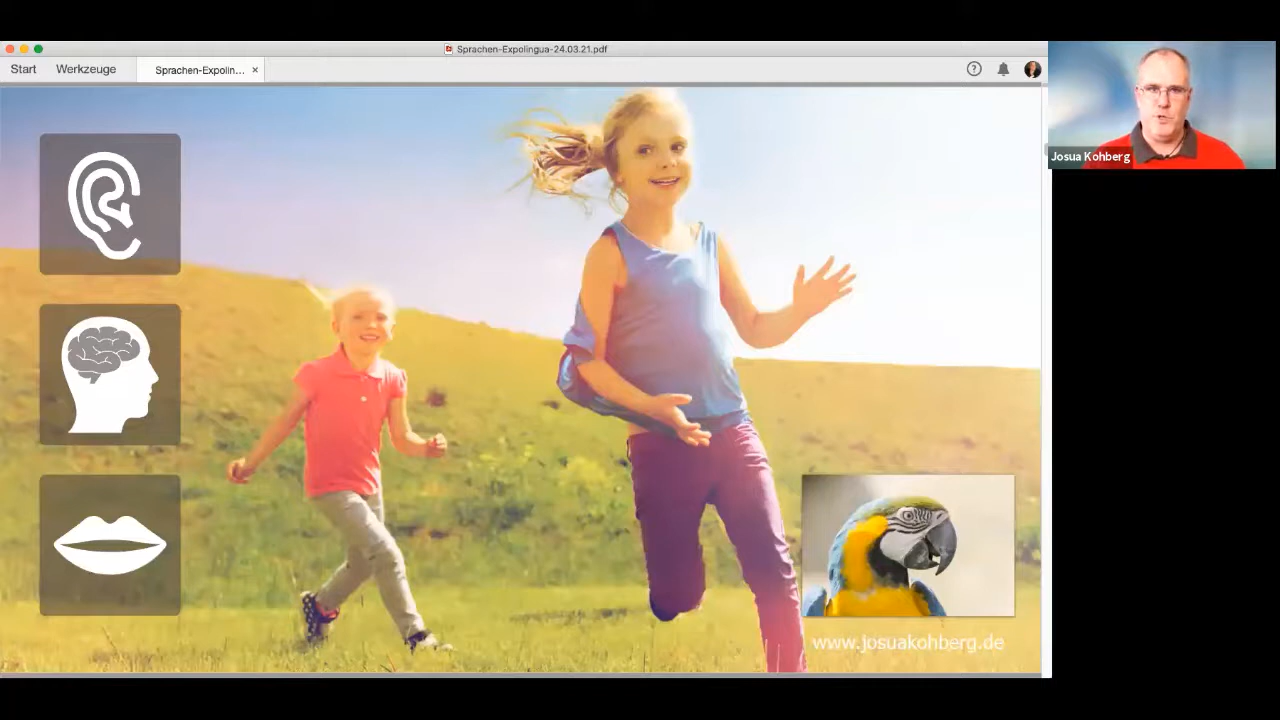 Sprachen-Expolingua-24.03.21.pdf
Start Werkzeuge Sprachen-Expolin...
Josua Kohberg
www.josuakohberg.de